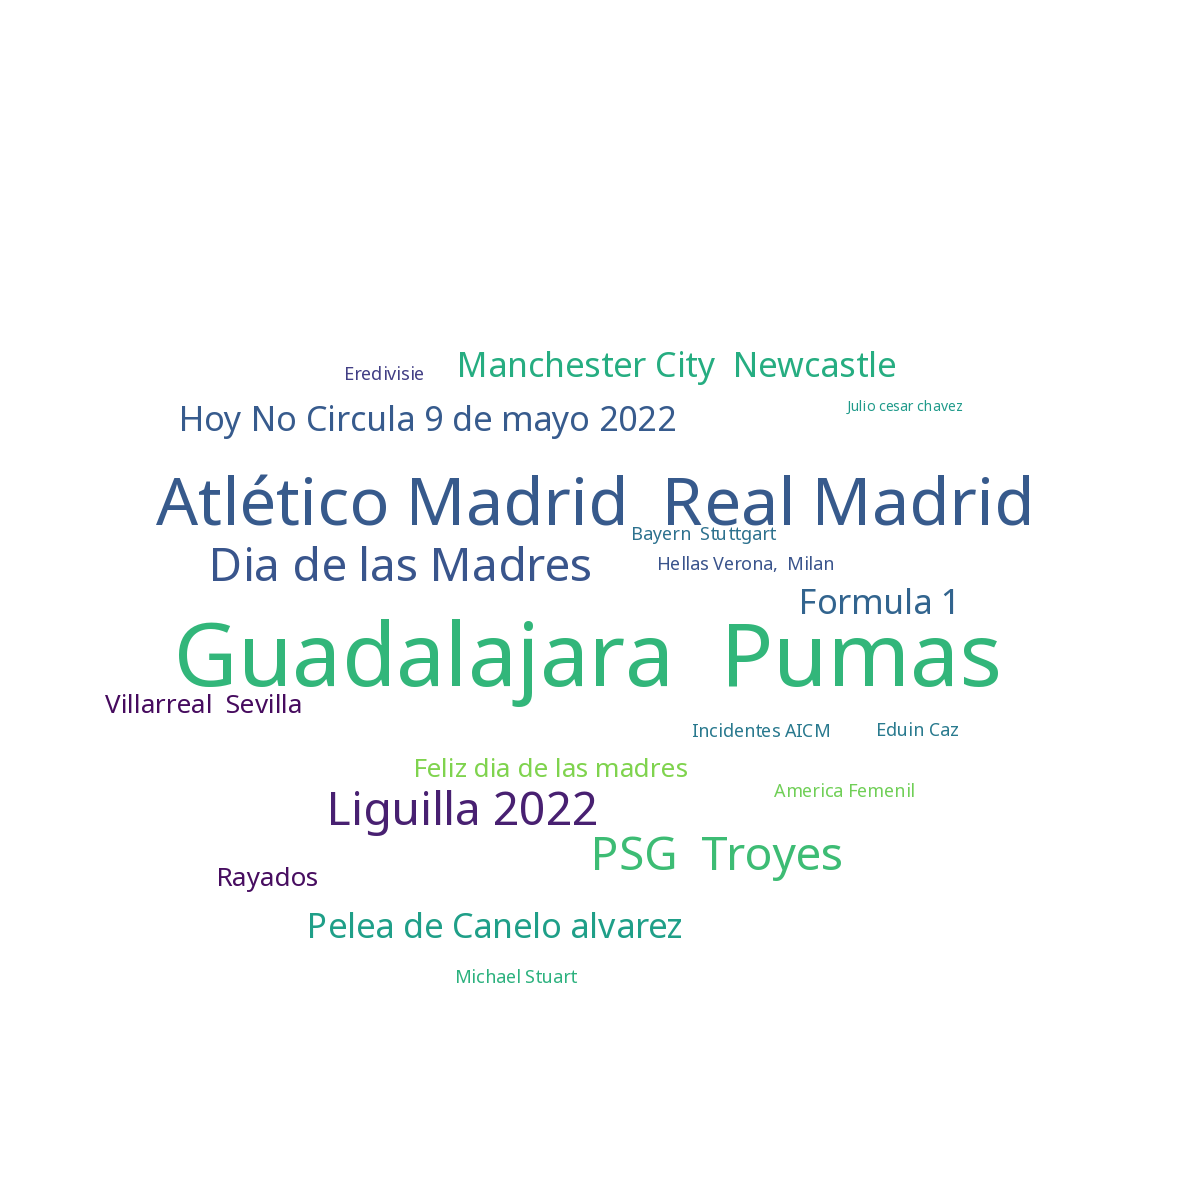 Manchester City Newcastle
Eredivisie
Julio cesar chavez
Hoy No Circula 9 de mayo 2022
Atlético Madrid Real Madrid
Bayern Stuttgart
Dia de las Madres
Hellas Verona, Milan
Formula 1
Guadalajara Pumas
Villarreal Sevilla
Incidentes AICM
Eduin Caz
Feliz dia de las madres
America Femenil
Liguilla 2022
PSG Troyes
Rayados
Pelea de Canelo alvarez
Michael Stuart